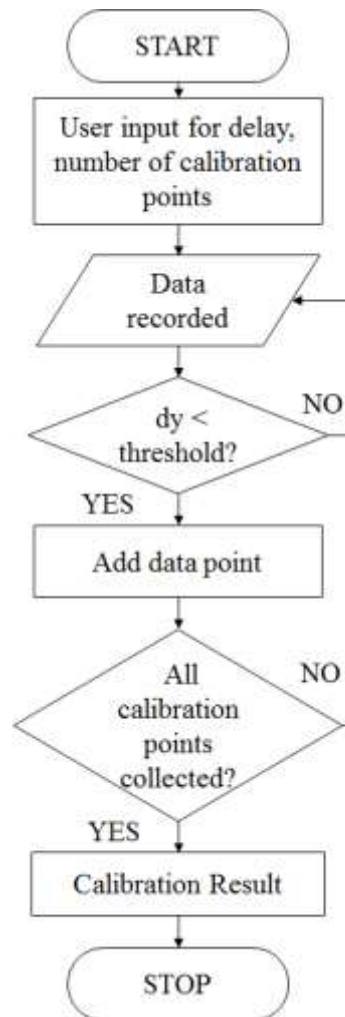 START
User input for delay,
number of calibration
points
Data
recorded
dy <
threshold?
NO
YES
Add data point
All
calibration
points
collected?
NO
YES
Calibration Result
STOP